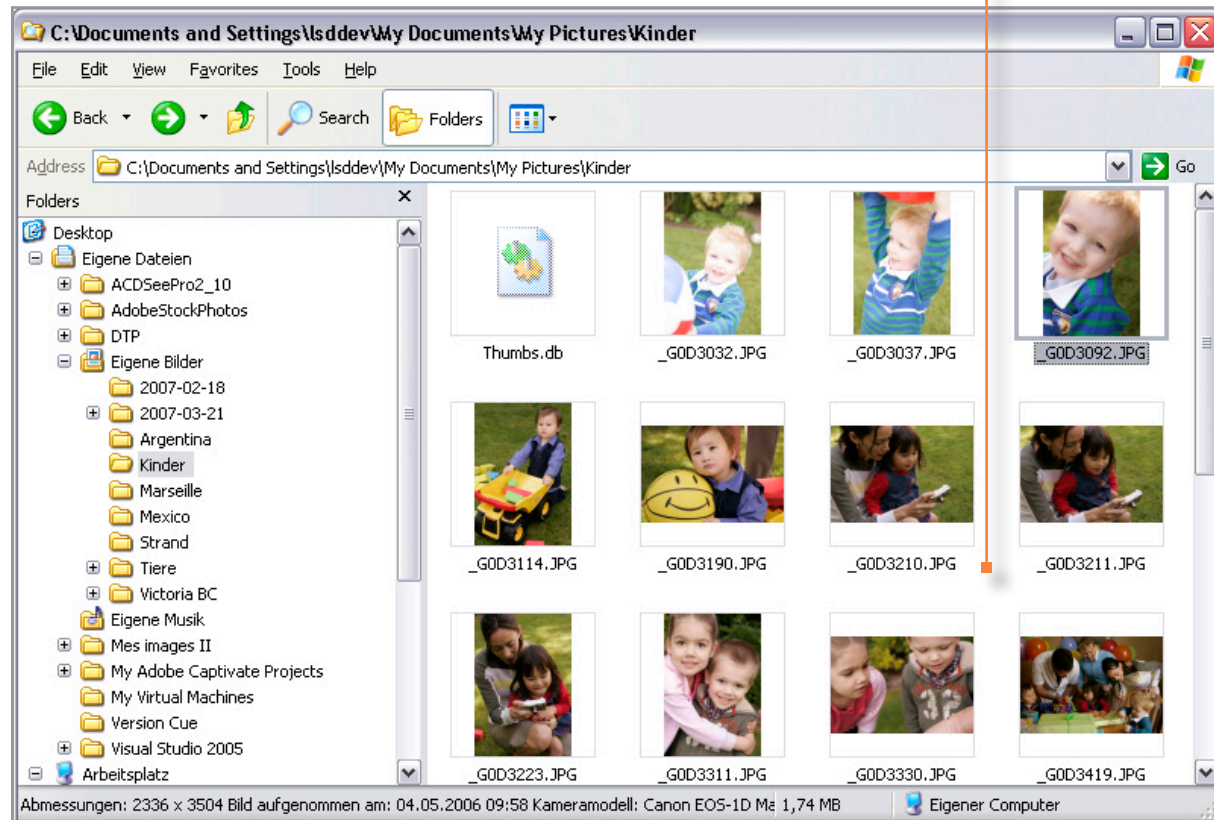 C:\Documents and Settings\lsddev\My Documents\My Pictures\Kinder
File Edit View Favorites Tools Help
Back Search Folders
Address C:\Documents and Settings\lsddev\My Documents\My Pictures\Kinder Go
Folders
Desktop
Eigene Dateien
ACDSeePro2_10
AdobeStockPhotos
DTP
Eigene Bilder
2007-02-18
2007-03-21
Argentina
Kinder
Marseille
Mexico
Strand
Tiere
Victoria BC
Eigene Musik
Mes images II
My Adobe Captivate Projects
My Virtual Machines
Version Cue
Visual Studio 2005
Arbeitsplatz
Thumbs.db _G0D3032.JPG _G0D3037.JPG _G0D3092.JPG
_G0D3114.JPG _G0D3190.JPG _G0D3210.JPG _G0D3211.JPG
_G0D3223.JPG _G0D3311.JPG _G0D3330.JPG _G0D3419.JPG
Abmessungen: 2336 x 3504 Bild aufgenommen am: 04.05.2006 09:58 Kameramodell: Canon EOS-1D Ma 1,74 MB Eigener Computer